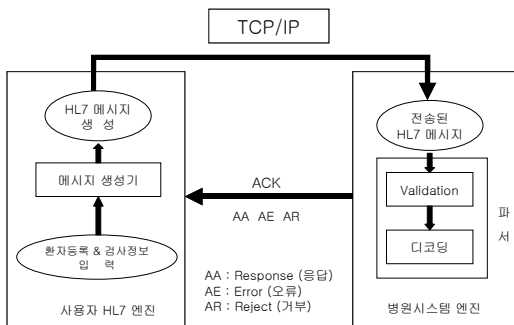 TCP/IP
HL7 메시지
생 성
메시지 생성기
환자등록 & 검사정보
입 력
사용자 HL7 엔진
ACK
AA AE AR
AA : Response (응답)
AE : Error (오류)
AR : Reject (거부)
전송된
HL7 메시지
Validation
디코딩
파
서
병원시스템 엔진